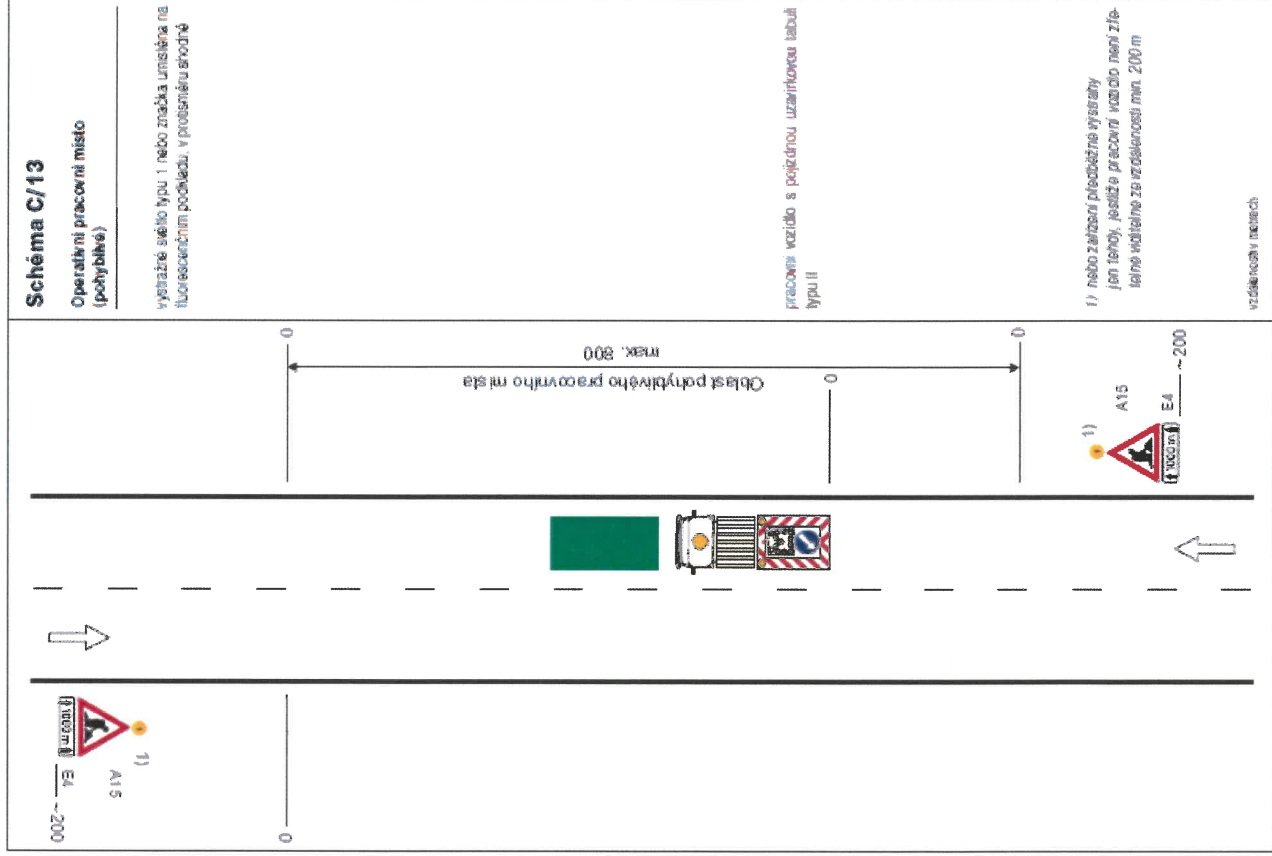 Schéma C/13
Operativní pracovní místo
(pohyblivé)
výstražné světlo typu 1 nebo značka umístěna na
fluorescenčním podkladu, v protisměru shodně
pracovní vozidlo s pojízdnou uzavírkovou tabulí
typu II
1) nebo zařízení předběžné výstrahy
jen tehdy, jestliže pracovní vozidlo není zře-
telně viditelné ze vzdálenosti min. 200 m
vzdálenosti v metrech
~200
E4
1000 m
A15
1)
0
0
Oblast pohyblivého pracovního místa
max. 800
0
0
1)
A15
1000 m
E4
~200